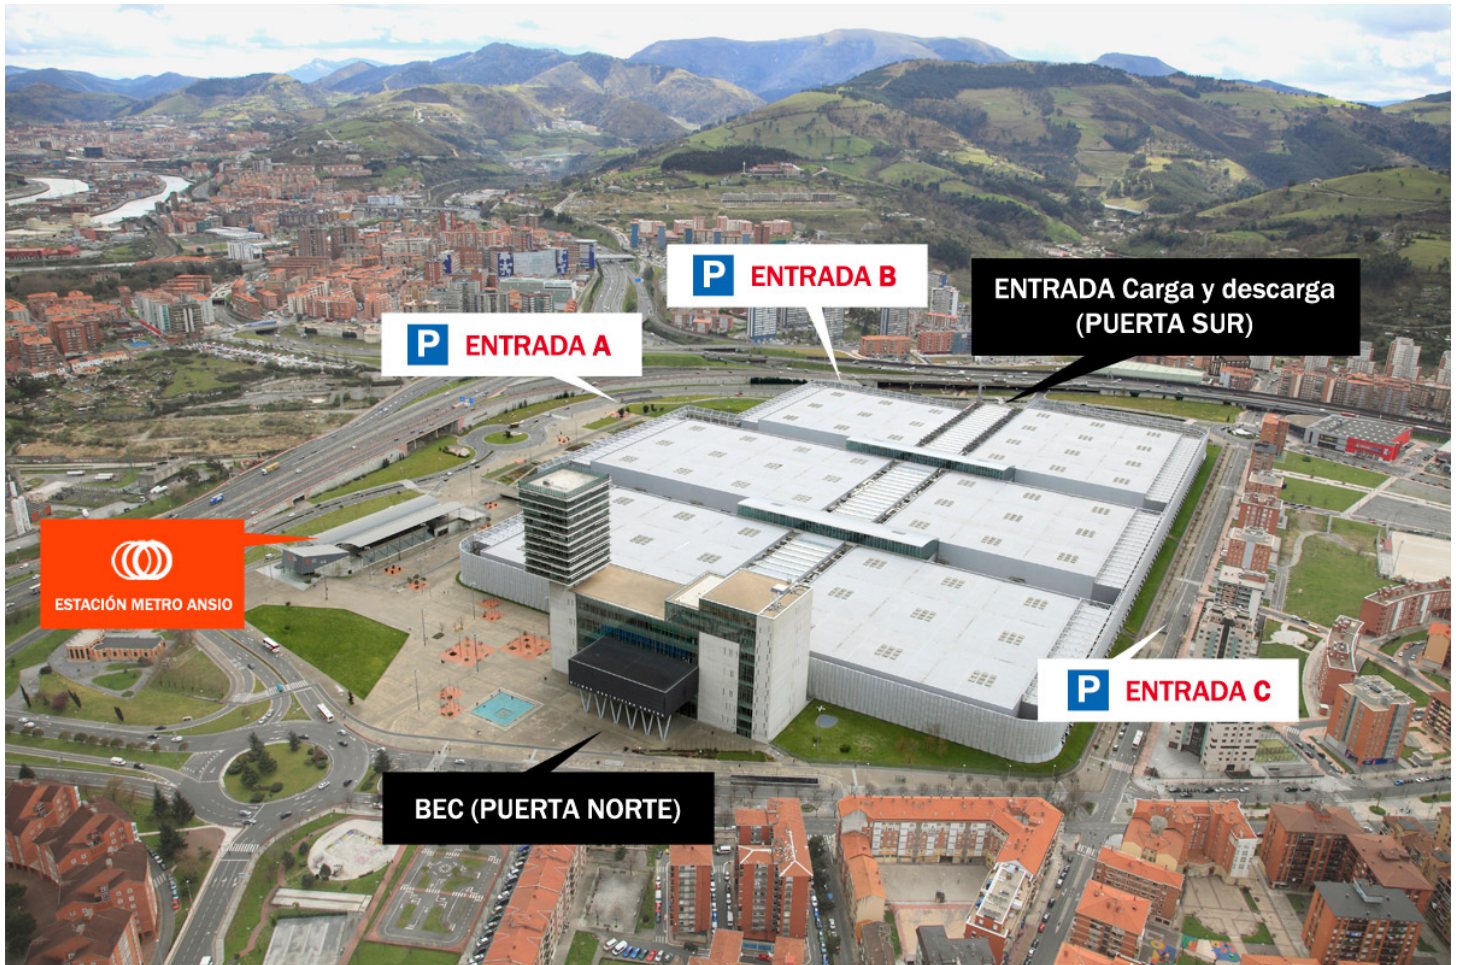 P ENTRADA B
ENTRADA Carga y descarga
(PUERTA SUR)
P ENTRADA A
ESTACIÓN METRO ANSIO
P ENTRADA C
BEC (PUERTA NORTE)